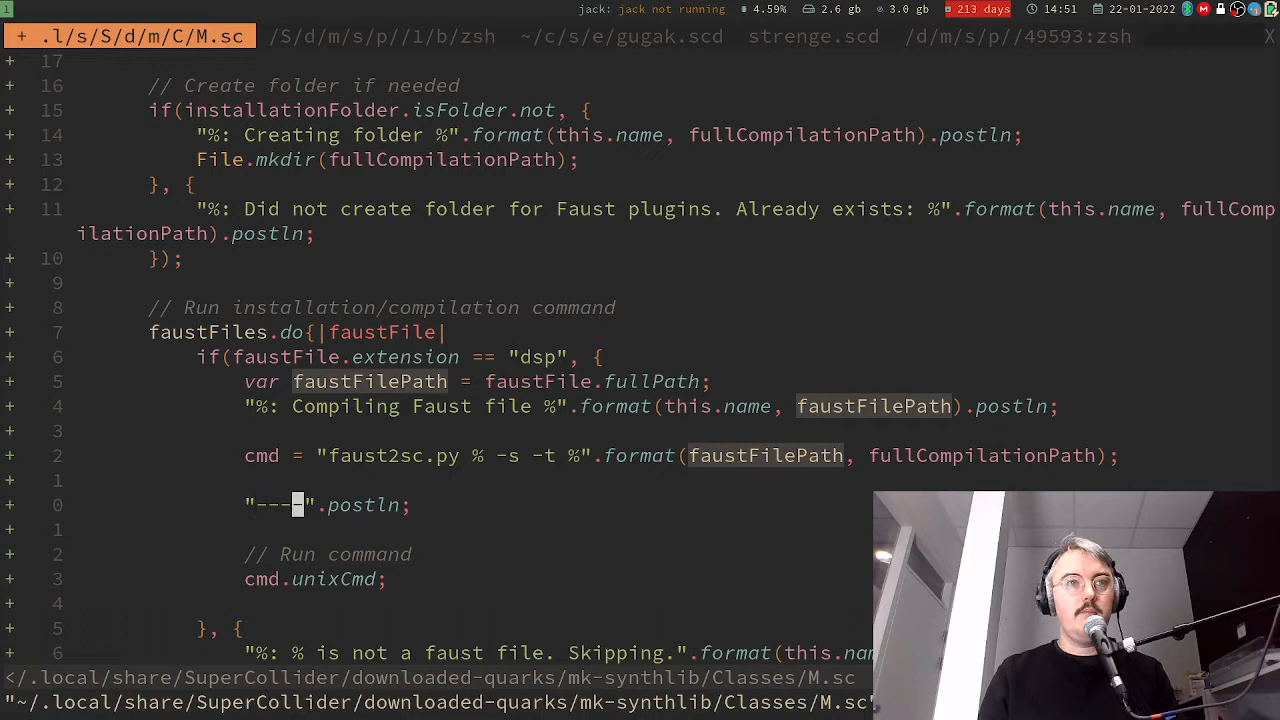 1 jack: jack not running 4.59% 2.6 gb 3.0 gb 213 days 14:51 22-01-2022
+ .l/s/S/d/m/C/M.sc /S/d/m/s/p//l/b/zsh ~/c/s/e/gugak.scd strenge.scd /d/m/s/p//49593:zsh X
+ 17
+ 16 // Create folder if needed
+ 15 if(installationFolder.isFolder.not, {
+ 14 "%: Creating folder %".format(this.name, fullCompilationPath).postln;
+ 13 File.mkdir(fullCompilationPath);
+ 12 }, {
+ 11 "%: Did not create folder for Faust plugins. Already exists: %".format(this.name, fullComp
ilationPath).postln;
+ 10 });
+ 9
+ 8 // Run installation/compilation command
+ 7 faustFiles.do{|faustFile|
+ 6 if(faustFile.extension == "dsp", {
+ 5 var faustFilePath = faustFile.fullPath;
+ 4 "%: Compiling Faust file %".format(this.name, faustFilePath).postln;
+ 3
+ 2 cmd = "faust2sc.py % -s -t %".format(faustFilePath, fullCompilationPath);
+ 1
+ 0 "----".postln;
+ 1
+ 2 // Run command
+ 3 cmd.unixCmd;
+ 4
+ 5 }, {
+ 6 "%: % is not a faust file. Skipping.".format(this.na
</.local/share/SuperCollider/downloaded-quarks/mk-synthlib/Classes/M.sc
"~/.local/share/SuperCollider/downloaded-quarks/mk-synthlib/Classes/M.sc"